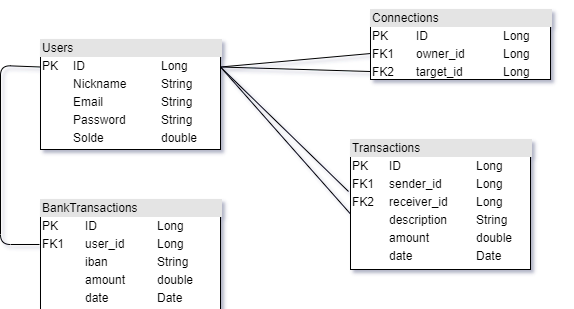 Users
PK ID Long
Nickname String
Email String
Password String
Solde double
Connections
PK ID Long
FK1 owner_id Long
FK2 target_id Long
BankTransactions
PK ID Long
FK1 user_id Long
iban String
amount double
date Date
Transactions
PK ID Long
FK1 sender_id Long
FK2 receiver_id Long
description String
amount double
date Date